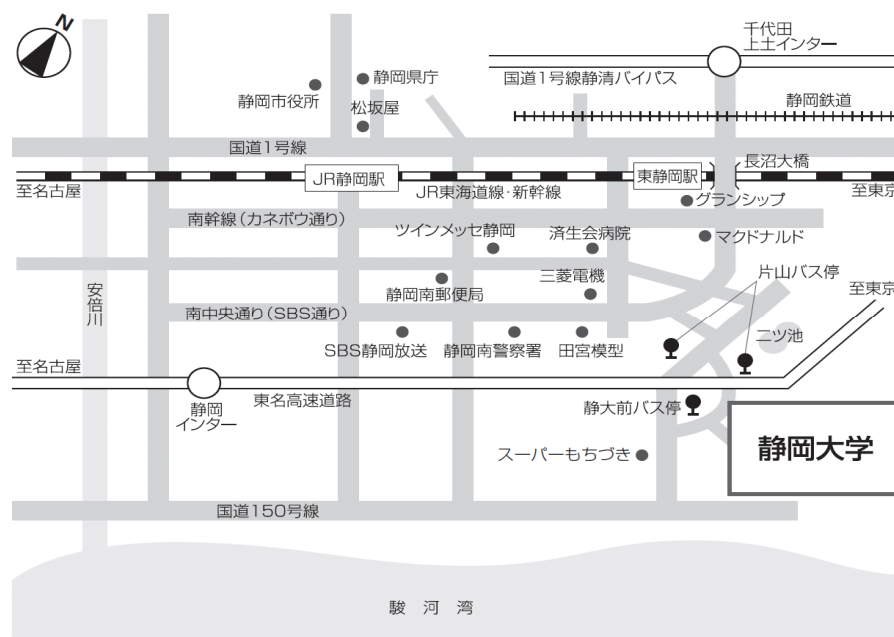 N
千代田
上土インター
静岡県庁
国道1号線静清バイパス
静岡市役所
松坂屋
静岡鉄道
国道1号線
長沼大橋
JR静岡駅
東静岡駅
至名古屋
JR東海道線・新幹線
至東京
グランシップ
南幹線（カネボウ通り）
ツインメッセ静岡
済生会病院
マクドナルド
片山バス停
三菱電機
安倍川
静岡南郵便局
至東京
南中央通り（SBS通り）
二ツ池
SBS静岡放送
静岡南警察署
田宮模型
至名古屋
東名高速道路
静岡
インター
静大前バス停
静岡大学
スーパーもちづき
国道150号線
駿河湾